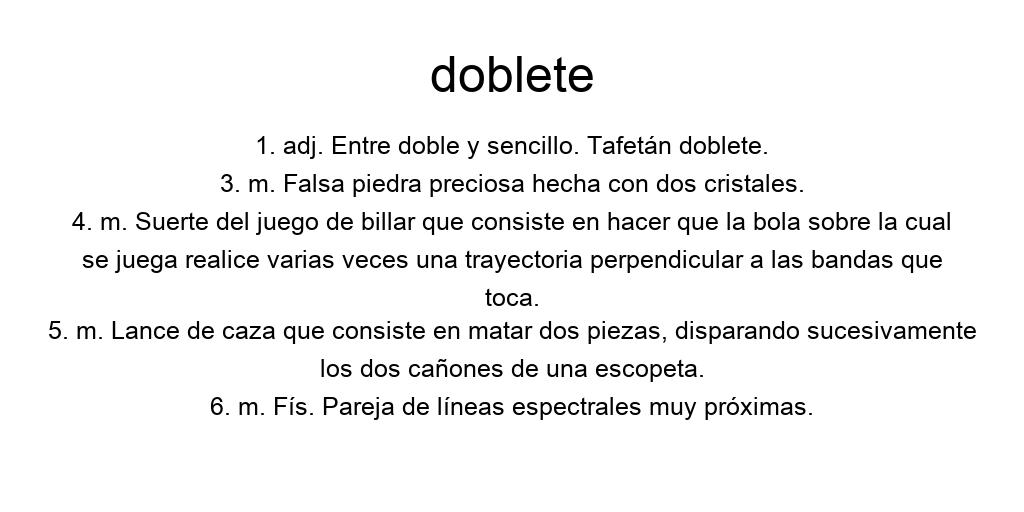 doblete
1. adj. Entre doble y sencillo. Tafetán doblete.
3. m. Falsa piedra preciosa hecha con dos cristales.
4. m. Suerte del juego de billar que consiste en hacer que la bola sobre la cual
se juega realice varias veces una trayectoria perpendicular a las bandas que
toca.
5. m. Lance de caza que consiste en matar dos piezas, disparando sucesivamente
los dos cañones de una escopeta.
6. m. Fís. Pareja de líneas espectrales muy próximas.